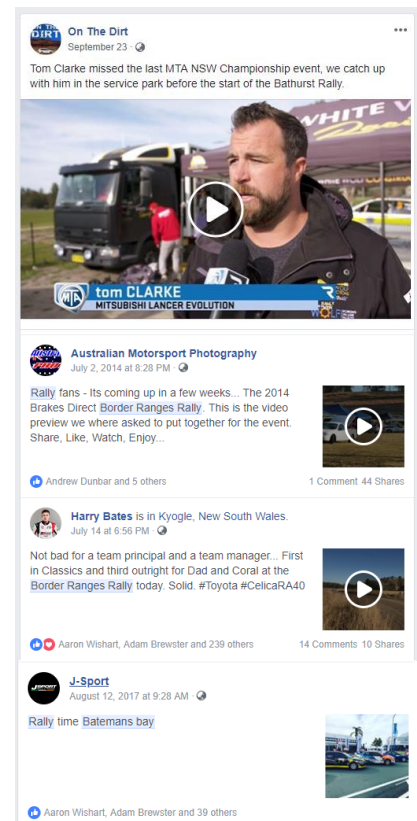 On The Dirt
September 23 ·
Tom Clarke missed the last MTA NSW Championship event, we catch up
with him in the service park before the start of the Bathurst Rally.
WHITE
tom CLARKE
MITSUBISHI LANCER EVOLUTION
MTA
Australian Motorsport Photography
July 2, 2014 at 8:28 PM ·
Rally fans - Its coming up in a few weeks... The 2014
Brakes Direct Border Ranges Rally. This is the video
preview we where asked to put together for the event.
Share, Like, Watch, Enjoy...
Andrew Dunbar and 5 others
1 Comment 44 Shares
Harry Bates is in Kyogle, New South Wales.
July 14 at 6:56 PM ·
Not bad for a team principal and a team manager... First
in Classics and third outright for Dad and Coral at the
Border Ranges Rally today. Solid. #Toyota #CelicaRA40
Aaron Wishart, Adam Brewster and 239 others
14 Comments 10 Shares
J-Sport
August 12, 2017 at 9:28 AM ·
Rally time Batemans bay
Aaron Wishart, Adam Brewster and 39 others